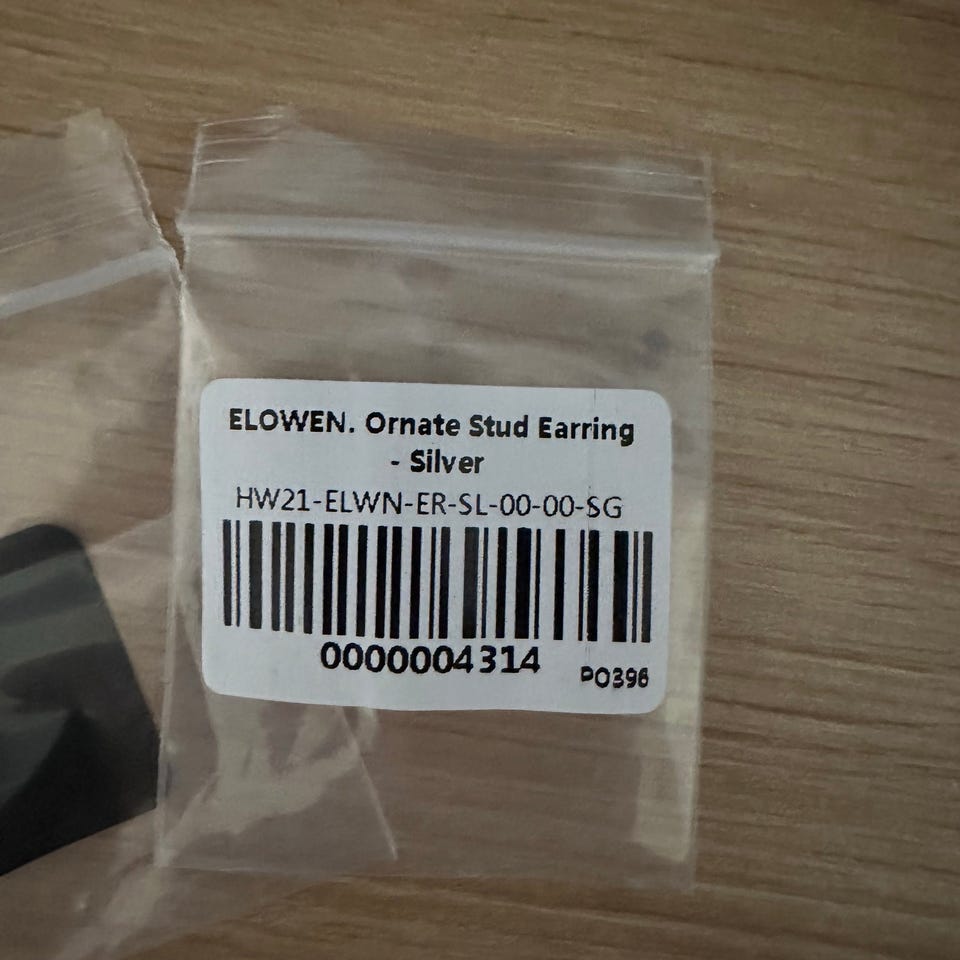 ELOWEN. Ornate Stud Earring
- Silver
HW21-ELWN-ER-SL-00-00-SG
0000004314
PO396